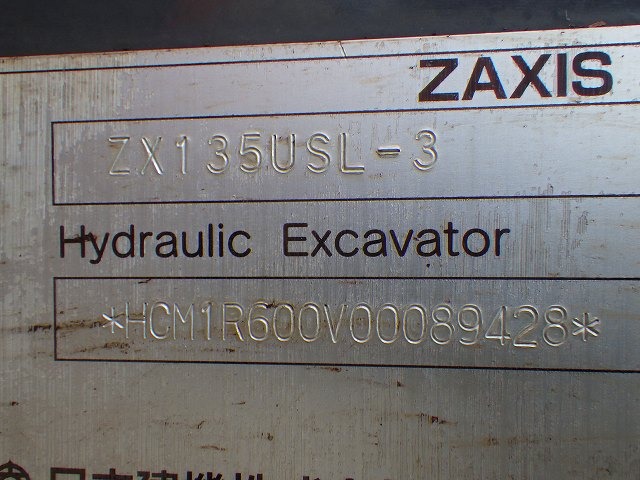 ZAXIS
ZX135USL-3
Hydraulic Excavator
*HCM1R600V00089428*